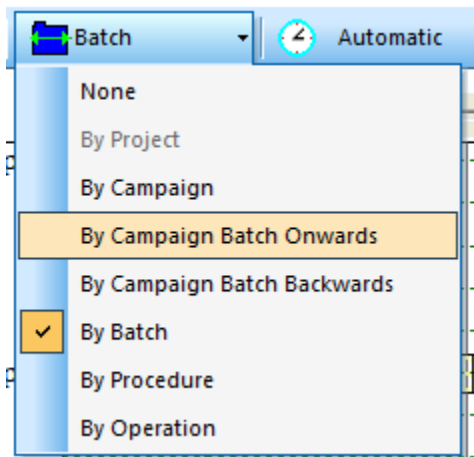 Batch Automatic
None
By Project
By Campaign
By Campaign Batch Onwards
By Campaign Batch Backwards
By Batch
By Procedure
By Operation